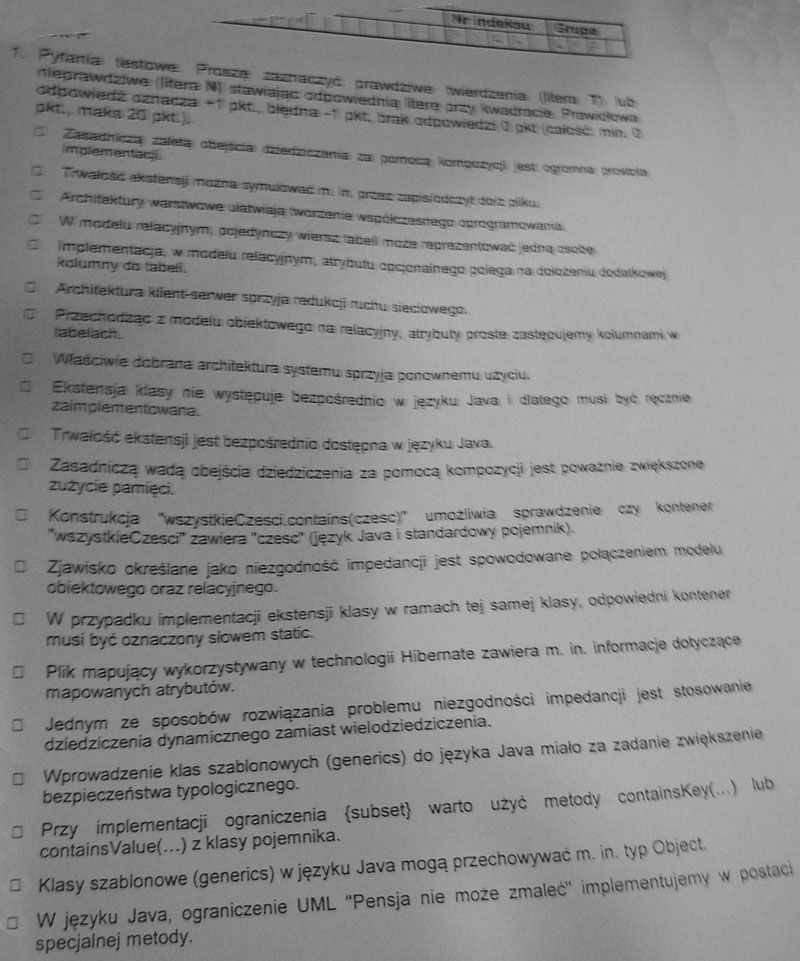 Nr indeksu Grupa
1. Pytania testowe. Proszę zaznaczyć prawdziwe twierdzenia (litera T) lub
nieprawdziwe (litera N) stawiając odpowiednią literę przy kwadracie. Prawidłowa
odpowiedź oznacza +1 pkt., błędna -1 pkt, brak odpowiedzi 0 pkt (całość: min. 0
pkt., maks 20 pkt.).
□ Zasadniczą zaletą obejścia dziedziczenia za pomocą kompozycji jest ogromna prostota
implementacji.
□ Trwałość ekstensji można symulować m. in. przez zapis/odczyt do/z pliku.
□ Architektury warstwowe ułatwiają tworzenie współczesnego oprogramowania.
□ W modelu relacyjnym, pojedynczy wiersz tabeli może reprezentować jedną osobę.
□ Implementacja, w modelu relacyjnym, atrybutu opcjonalnego polega na dołożeniu dodatkowej
kolumny do tabeli.
□ Architektura klient-serwer sprzyja redukcji ruchu sieciowego.
□ Przechodząc z modelu obiektowego na relacyjny, atrybuty proste zastępujemy kolumnami w
tabelach.
□ Właściwie dobrana architektura systemu sprzyja ponownemu użyciu.
□ Ekstensja klasy nie występuje bezpośrednio w języku Java i dlatego musi być ręcznie
zaimplementowana.
□ Trwałość ekstensji jest bezpośrednio dostępna w języku Java.
□ Zasadniczą wadą obejścia dziedziczenia za pomocą kompozycji jest poważnie zwiększone
zużycie pamięci.
□ Konstrukcja "wszystkieCzesci.contains(czesc)" umożliwia sprawdzenie czy kontener
"wszystkieCzesci" zawiera "czesc" (język Java i standardowy pojemnik).
□ Zjawisko określane jako niezgodność impedancji jest spowodowane połączeniem modelu
obiektowego oraz relacyjnego.
□ W przypadku implementacji ekstensji klasy w ramach tej samej klasy, odpowiedni kontener
musi być oznaczony słowem static.
□ Plik mapujący wykorzystywany w technologii Hibernate zawiera m. in. informacje dotyczące
mapowanych atrybutów.
□ Jednym ze sposobów rozwiązania problemu niezgodności impedancji jest stosowanie
dziedziczenia dynamicznego zamiast wielodziedziczenia.
□ Wprowadzenie klas szablonowych (generics) do języka Java miało za zadanie zwiększenie
bezpieczeństwa typologicznego.
□ Przy implementacji ograniczenia {subset} warto użyć metody containsKey(...) lub
containsValue(...) z klasy pojemnika.
□ Klasy szablonowe (generics) w języku Java mogą przechowywać m. in. typ Object.
□ W języku Java, ograniczenie UML "Pensja nie może zmaleć" implementujemy w postaci
specjalnej metody.